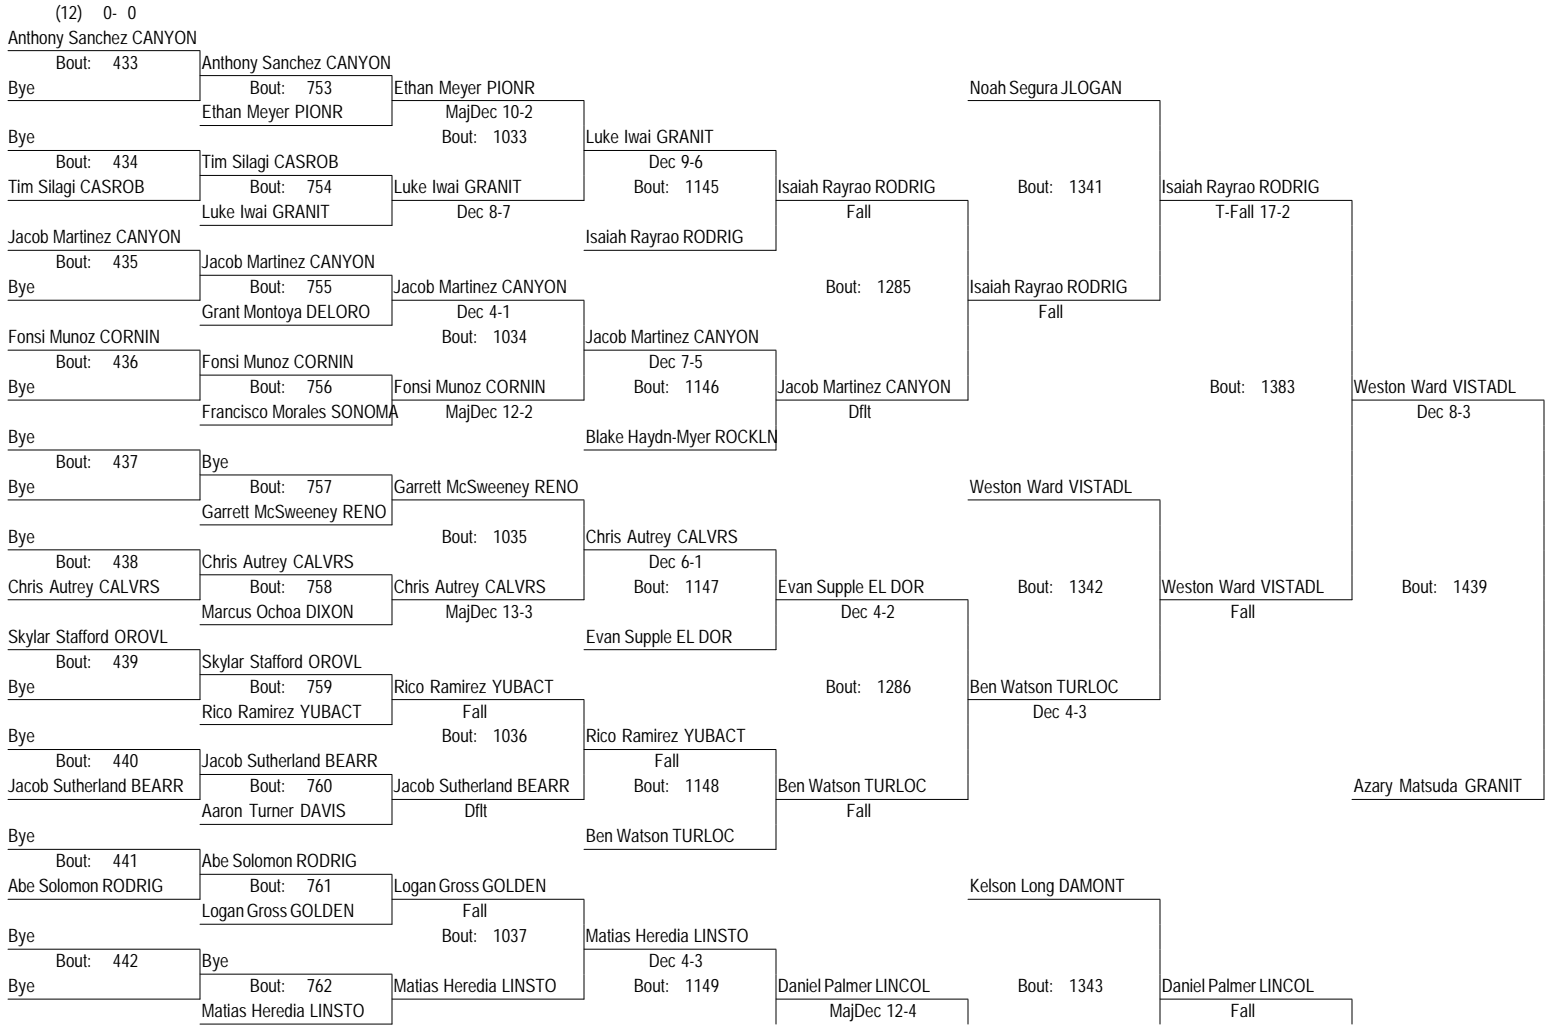 (12) 0- 0
Anthony Sanchez CANYON
Bout: 433 Anthony Sanchez CANYON
Bye Bout: 753 Ethan Meyer PIONR Noah Segura JLOGAN
Ethan Meyer PIONR MajDec 10-2
Bye Bout: 1033 Luke Iwai GRANIT
Bout: 434 Tim Silagi CASROB Dec 9-6
Tim Silagi CASROB Bout: 754 Luke Iwai GRANIT Bout: 1145 Isaiah Rayrao RODRIG Bout: 1341 Isaiah Rayrao RODRIG
Luke Iwai GRANIT Dec 8-7 Fall T-Fall 17-2
Jacob Martinez CANYON Isaiah Rayrao RODRIG
Bout: 435 Jacob Martinez CANYON
Bye Bout: 755 Jacob Martinez CANYON Bout: 1285 Isaiah Rayrao RODRIG
Grant Montoya DELORO Dec 4-1 Fall
Fonsi Munoz CORNIN Bout: 1034 Jacob Martinez CANYON
Bout: 436 Fonsi Munoz CORNIN Dec 7-5
Bye Bout: 756 Fonsi Munoz CORNIN Bout: 1146 Jacob Martinez CANYON Bout: 1383 Weston Ward VISTADL
Francisco Morales SONOMA MajDec 12-2 Dflt Dec 8-3
Bye Blake Haydn-Myer ROCKLN
Bout: 437 Bye
Bye Bout: 757 Garrett McSweeney RENO Weston Ward VISTADL
Garrett McSweeney RENO
Bye Bout: 1035 Chris Autrey CALVRS
Bout: 438 Chris Autrey CALVRS Dec 6-1
Chris Autrey CALVRS Bout: 758 Chris Autrey CALVRS Bout: 1147 Evan Supple EL DOR Bout: 1342 Weston Ward VISTADL Bout: 1439
Marcus Ochoa DIXON MajDec 13-3 Dec 4-2 Fall
Skylar Stafford OROVL Evan Supple EL DOR
Bout: 439 Skylar Stafford OROVL
Bye Bout: 759 Rico Ramirez YUBACT Bout: 1286 Ben Watson TURLOC
Rico Ramirez YUBACT Fall Dec 4-3
Bye Bout: 1036 Rico Ramirez YUBACT
Bout: 440 Jacob Sutherland BEARR Fall
Jacob Sutherland BEARR Bout: 760 Jacob Sutherland BEARR Bout: 1148 Ben Watson TURLOC Azary Matsuda GRANIT
Aaron Turner DAVIS Dflt Fall
Bye Ben Watson TURLOC
Bout: 441 Abe Solomon RODRIG
Abe Solomon RODRIG Bout: 761 Logan Gross GOLDEN Kelson Long DAMONT
Logan Gross GOLDEN Fall
Bye Bout: 1037 Matias Heredia LINSTO
Bout: 442 Bye Dec 4-3
Bye Bout: 762 Matias Heredia LINSTO Bout: 1149 Daniel Palmer LINCOL Bout: 1343 Daniel Palmer LINCOL
Matias Heredia LINSTO MajDec 12-4 Fall